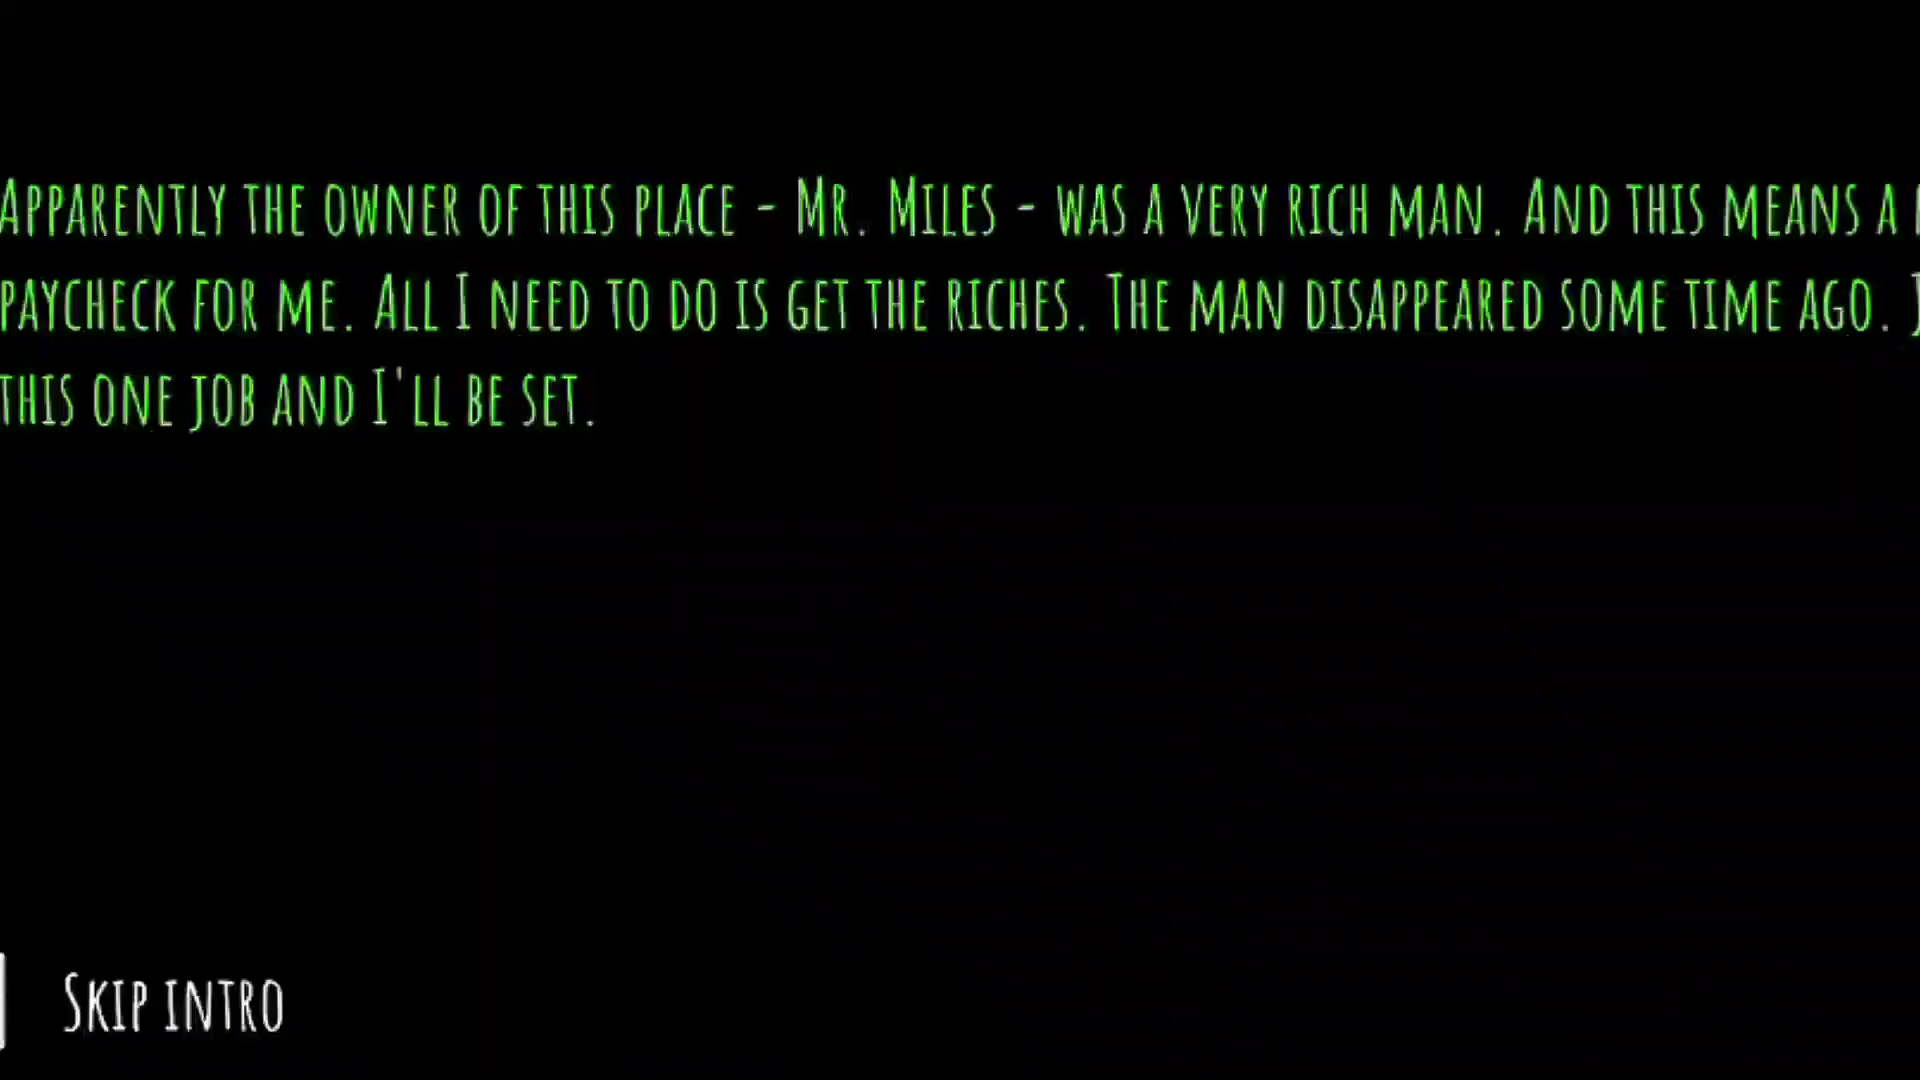 Apparently the owner of this place - Mr. Miles - was a very rich man. And this means a
paycheck for me. All I need to do is get the riches. The man disappeared some time ago.
this one job and I'll be set.
Skip intro